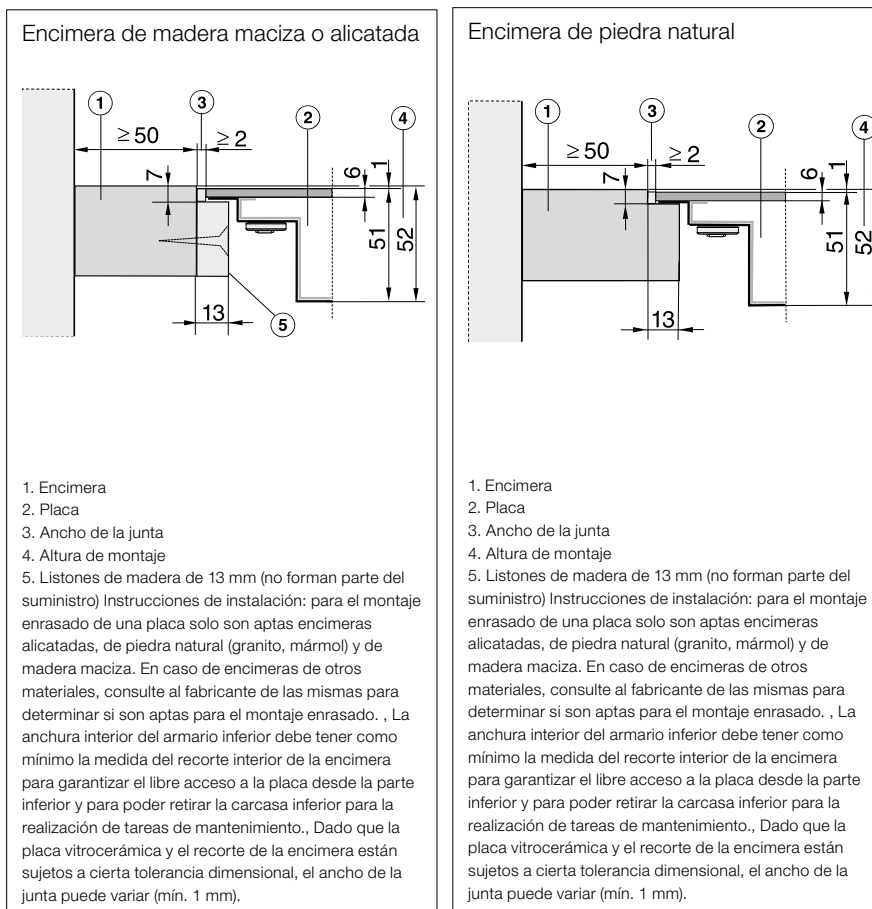 Encimera de madera maciza o alicatada
1
3
2
4
≥ 50
≥ 2
7
6
1
51
52
13
5
1. Encimera
2. Placa
3. Ancho de la junta
4. Altura de montaje
5. Listones de madera de 13 mm (no forman parte del
suministro) Instrucciones de instalación: para el montaje
enrasado de una placa solo son aptas encimeras
alicatadas, de piedra natural (granito, mármol) y de
madera maciza. En caso de encimeras de otros
materiales, consulte al fabricante de las mismas para
determinar si son aptas para el montaje enrasado. , La
anchura interior del armario inferior debe tener como
mínimo la medida del recorte interior de la encimera
para garantizar el libre acceso a la placa desde la parte
inferior y para poder retirar la carcasa inferior para la
realización de tareas de mantenimiento., Dado que la
placa vitrocerámica y el recorte de la encimera están
sujetos a cierta tolerancia dimensional, el ancho de la
junta puede variar (mín. 1 mm).
Encimera de piedra natural
1
3
2
4
≥ 50
≥ 2
7
6
1
51
52
13
1. Encimera
2. Placa
3. Ancho de la junta
4. Altura de montaje
5. Listones de madera de 13 mm (no forman parte del
suministro) Instrucciones de instalación: para el montaje
enrasado de una placa solo son aptas encimeras
alicatadas, de piedra natural (granito, mármol) y de
madera maciza. En caso de encimeras de otros
materiales, consulte al fabricante de las mismas para
determinar si son aptas para el montaje enrasado. , La
anchura interior del armario inferior debe tener como
mínimo la medida del recorte interior de la encimera
para garantizar el libre acceso a la placa desde la parte
inferior y para poder retirar la carcasa inferior para la
realización de tareas de mantenimiento., Dado que la
placa vitrocerámica y el recorte de la encimera están
sujetos a cierta tolerancia dimensional, el ancho de la
junta puede variar (mín. 1 mm).